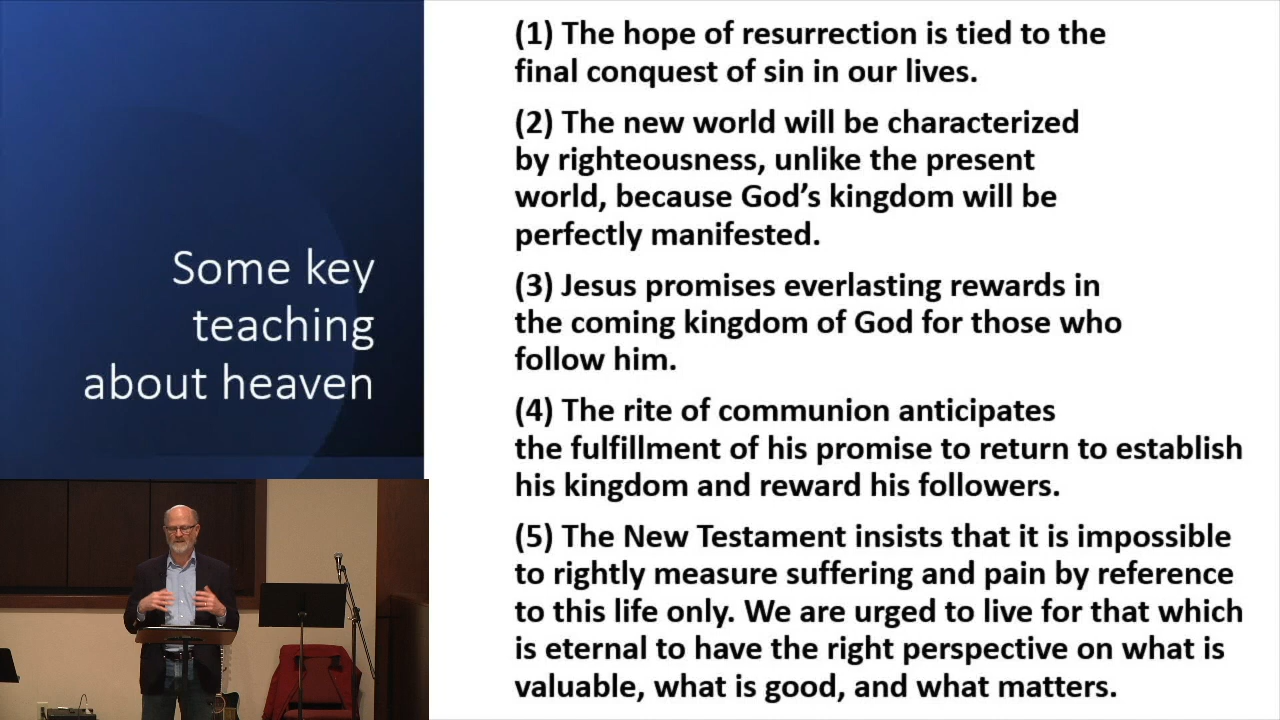 Some key
teaching
about heaven
(1) The hope of resurrection is tied to the
final conquest of sin in our lives.
(2) The new world will be characterized
by righteousness, unlike the present
world, because God’s kingdom will be
perfectly manifested.
(3) Jesus promises everlasting rewards in
the coming kingdom of God for those who
follow him.
(4) The rite of communion anticipates
the fulfillment of his promise to return to establish
his kingdom and reward his followers.
(5) The New Testament insists that it is impossible
to rightly measure suffering and pain by reference
to this life only. We are urged to live for that which
is eternal to have the right perspective on what is
valuable, what is good, and what matters.